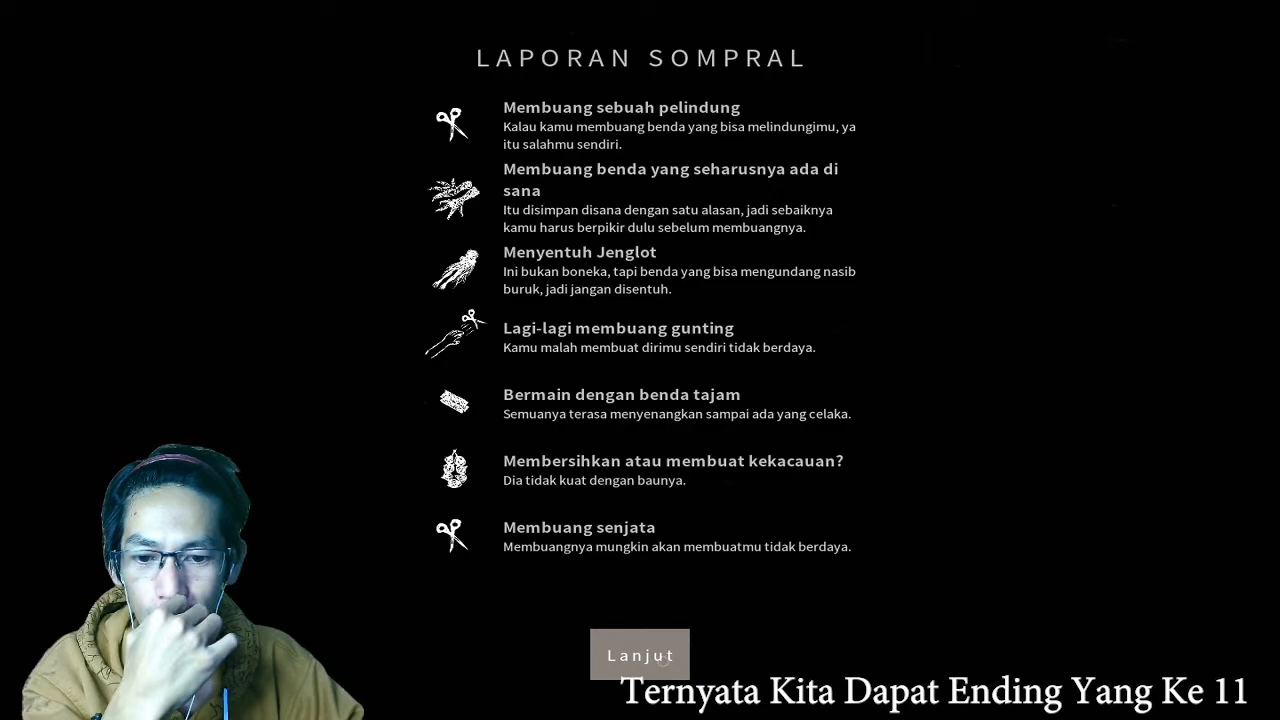 LAPORAN SOMPRAL
Membuang sebuah pelindung
Kalau kamu membuang benda yang bisa melindungimu, ya
itu salahmu sendiri.
Membuang benda yang seharusnya ada di
sana
Itu disimpan disana dengan satu alasan, jadi sebaiknya
kamu harus berpikir dulu sebelum membuangnya.
Menyentuh Jenglot
Ini bukan boneka, tapi benda yang bisa mengundang nasib
buruk, jadi jangan disentuh.
Lagi-lagi membuang gunting
Kamu malah membuat dirimu sendiri tidak berdaya.
Bermain dengan benda tajam
Semuanya terasa menyenangkan sampai ada yang celaka.
Membersihkan atau membuat kekacauan?
Dia tidak kuat dengan baunya.
Membuang senjata
Membuangnya mungkin akan membuatmu tidak berdaya.
Lanjut
Ternyata Kita Dapat Ending Yang Ke 11